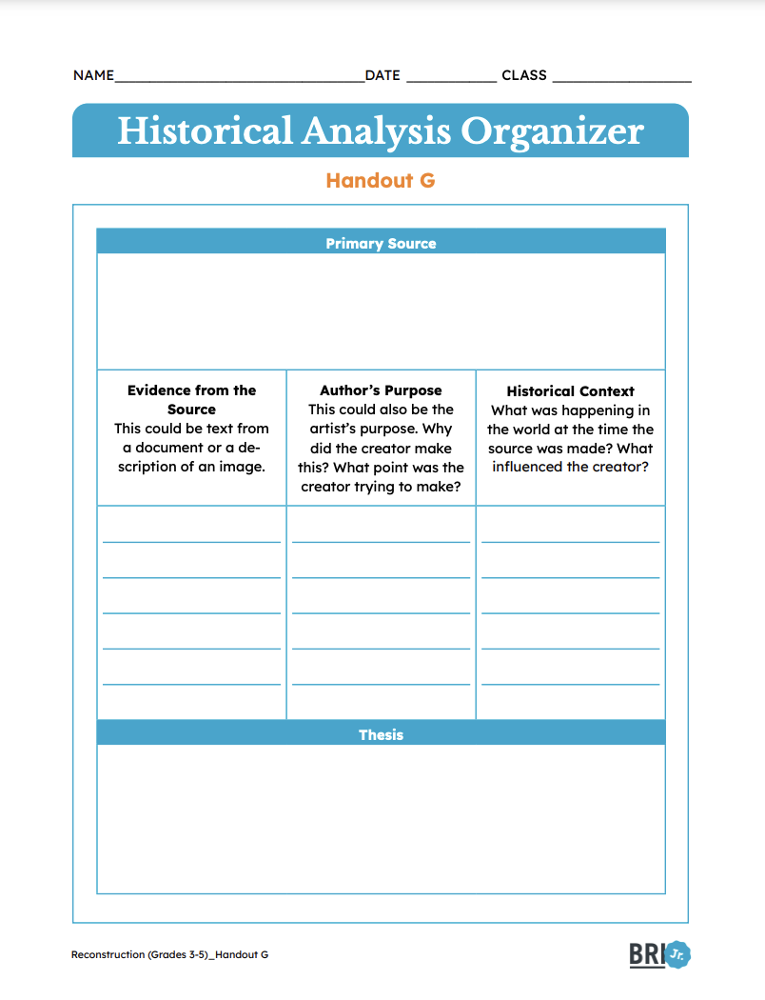 NAME________________________________DATE ___________ CLASS _________________
Historical Analysis Organizer
Handout G
Primary Source
Evidence from the
Source
This could be text from
a document or a de-
scription of an image.
Author’s Purpose
This could also be the
artist’s purpose. Why
did the creator make
this? What point was the
creator trying to make?
Historical Context
What was happening in
the world at the time the
source was made? What
influenced the creator?
Thesis
Reconstruction (Grades 3-5)_Handout G
BRI Jr.